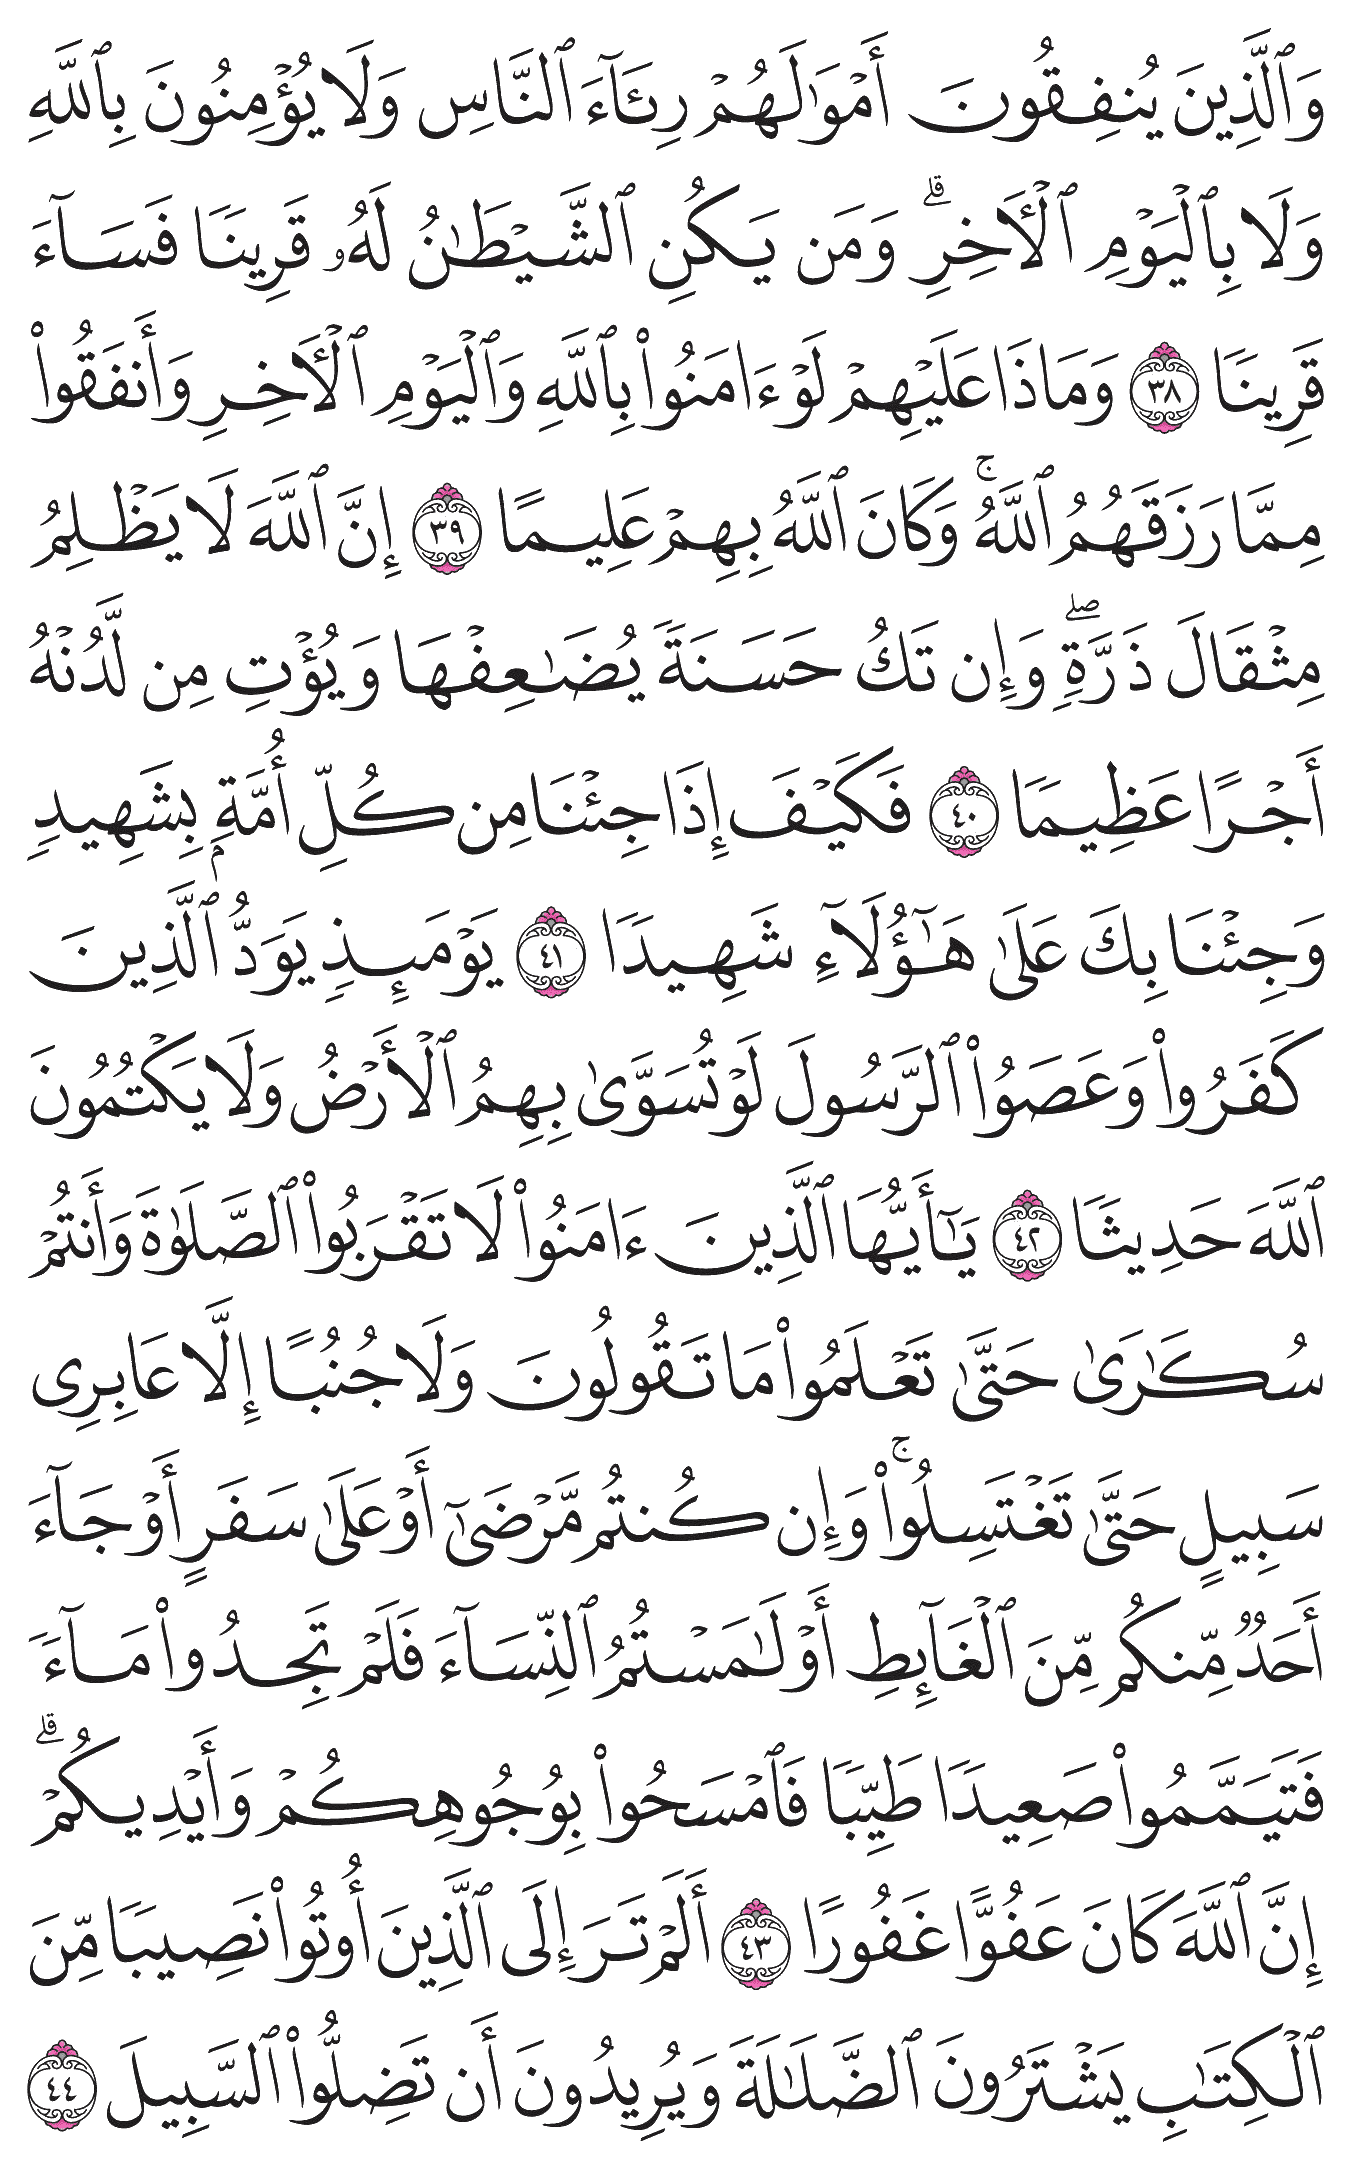 وَٱلَّذِينَ يُنفِقُونَ أَمۡوَٰلَهُمۡ رِئَآءَ ٱلنَّاسِ وَلَا يُؤۡمِنُونَ بِٱللَّهِ
وَلَا بِٱلۡيَوۡمِ ٱلۡأٓخِرِۗ وَمَن يَكُنِ ٱلشَّيۡطَٰنُ لَهُۥ قَرِينٗا فَسَآءَ
قَرِينٗا ٣٨ وَمَاذَا عَلَيۡهِمۡ لَوۡ ءَامَنُواْ بِٱللَّهِ وَٱلۡيَوۡمِ ٱلۡأٓخِرِ وَأَنفَقُواْ
مِمَّا رَزَقَهُمُ ٱللَّهُۚ وَكَانَ ٱللَّهُ بِهِمۡ عَلِيمًا ٣٩ إِنَّ ٱللَّهَ لَا يَظۡلِمُ
مِثۡقَالَ ذَرَّةٖۖ وَإِن تَكُ حَسَنَةٗ يُضَٰعِفۡهَا وَيُؤۡتِ مِن لَّدُنۡهُ
أَجۡرًا عَظِيمٗا ٤٠ فَكَيۡفَ إِذَا جِئۡنَا مِن كُلِّ أُمَّةِۭ بِشَهِيدٖ
وَجِئۡنَا بِكَ عَلَىٰ هَٰٓؤُلَآءِ شَهِيدٗا ٤١ يَوۡمَئِذٖ يَوَدُّ ٱلَّذِينَ
كَفَرُواْ وَعَصَوُاْ ٱلرَّسُولَ لَوۡ تُسَوَّىٰ بِهِمُ ٱلۡأَرۡضُ وَلَا يَكۡتُمُونَ
ٱللَّهَ حَدِيثٗا ٤٢ يَٰٓأَيُّهَا ٱلَّذِينَ ءَامَنُواْ لَا تَقۡرَبُواْ ٱلصَّلَوٰةَ وَأَنتُمۡ
سُكَٰرَىٰ حَتَّىٰ تَعۡلَمُواْ مَا تَقُولُونَ وَلَا جُنُبًا إِلَّا عَابِرِي
سَبِيلٍ حَتَّىٰ تَغۡتَسِلُواْۚ وَإِن كُنتُم مَّرۡضَىٰٓ أَوۡ عَلَىٰ سَفَرٍ أَوۡ جَآءَ
أَحَدٞ مِّنكُم مِّنَ ٱلۡغَآئِطِ أَوۡ لَٰمَسۡتُمُ ٱلنِّسَآءَ فَلَمۡ تَجِدُواْ مَآءٗ
فَتَيَمَّمُواْ صَعِيدٗا طَيِّبٗا فَٱمۡسَحُواْ بِوُجُوهِكُمۡ وَأَيۡدِيكُمۡۗ
إِنَّ ٱللَّهَ كَانَ عَفُوًّا غَفُورًا ٤٣ أَلَمۡ تَرَ إِلَى ٱلَّذِينَ أُوتُواْ نَصِيبٗا مِّنَ
ٱلۡكِتَٰبِ يَشۡتَرُونَ ٱلضَّلَٰلَةَ وَيُرِيدُونَ أَن تَضِلُّواْ ٱلسَّبِيلَ ٤٤